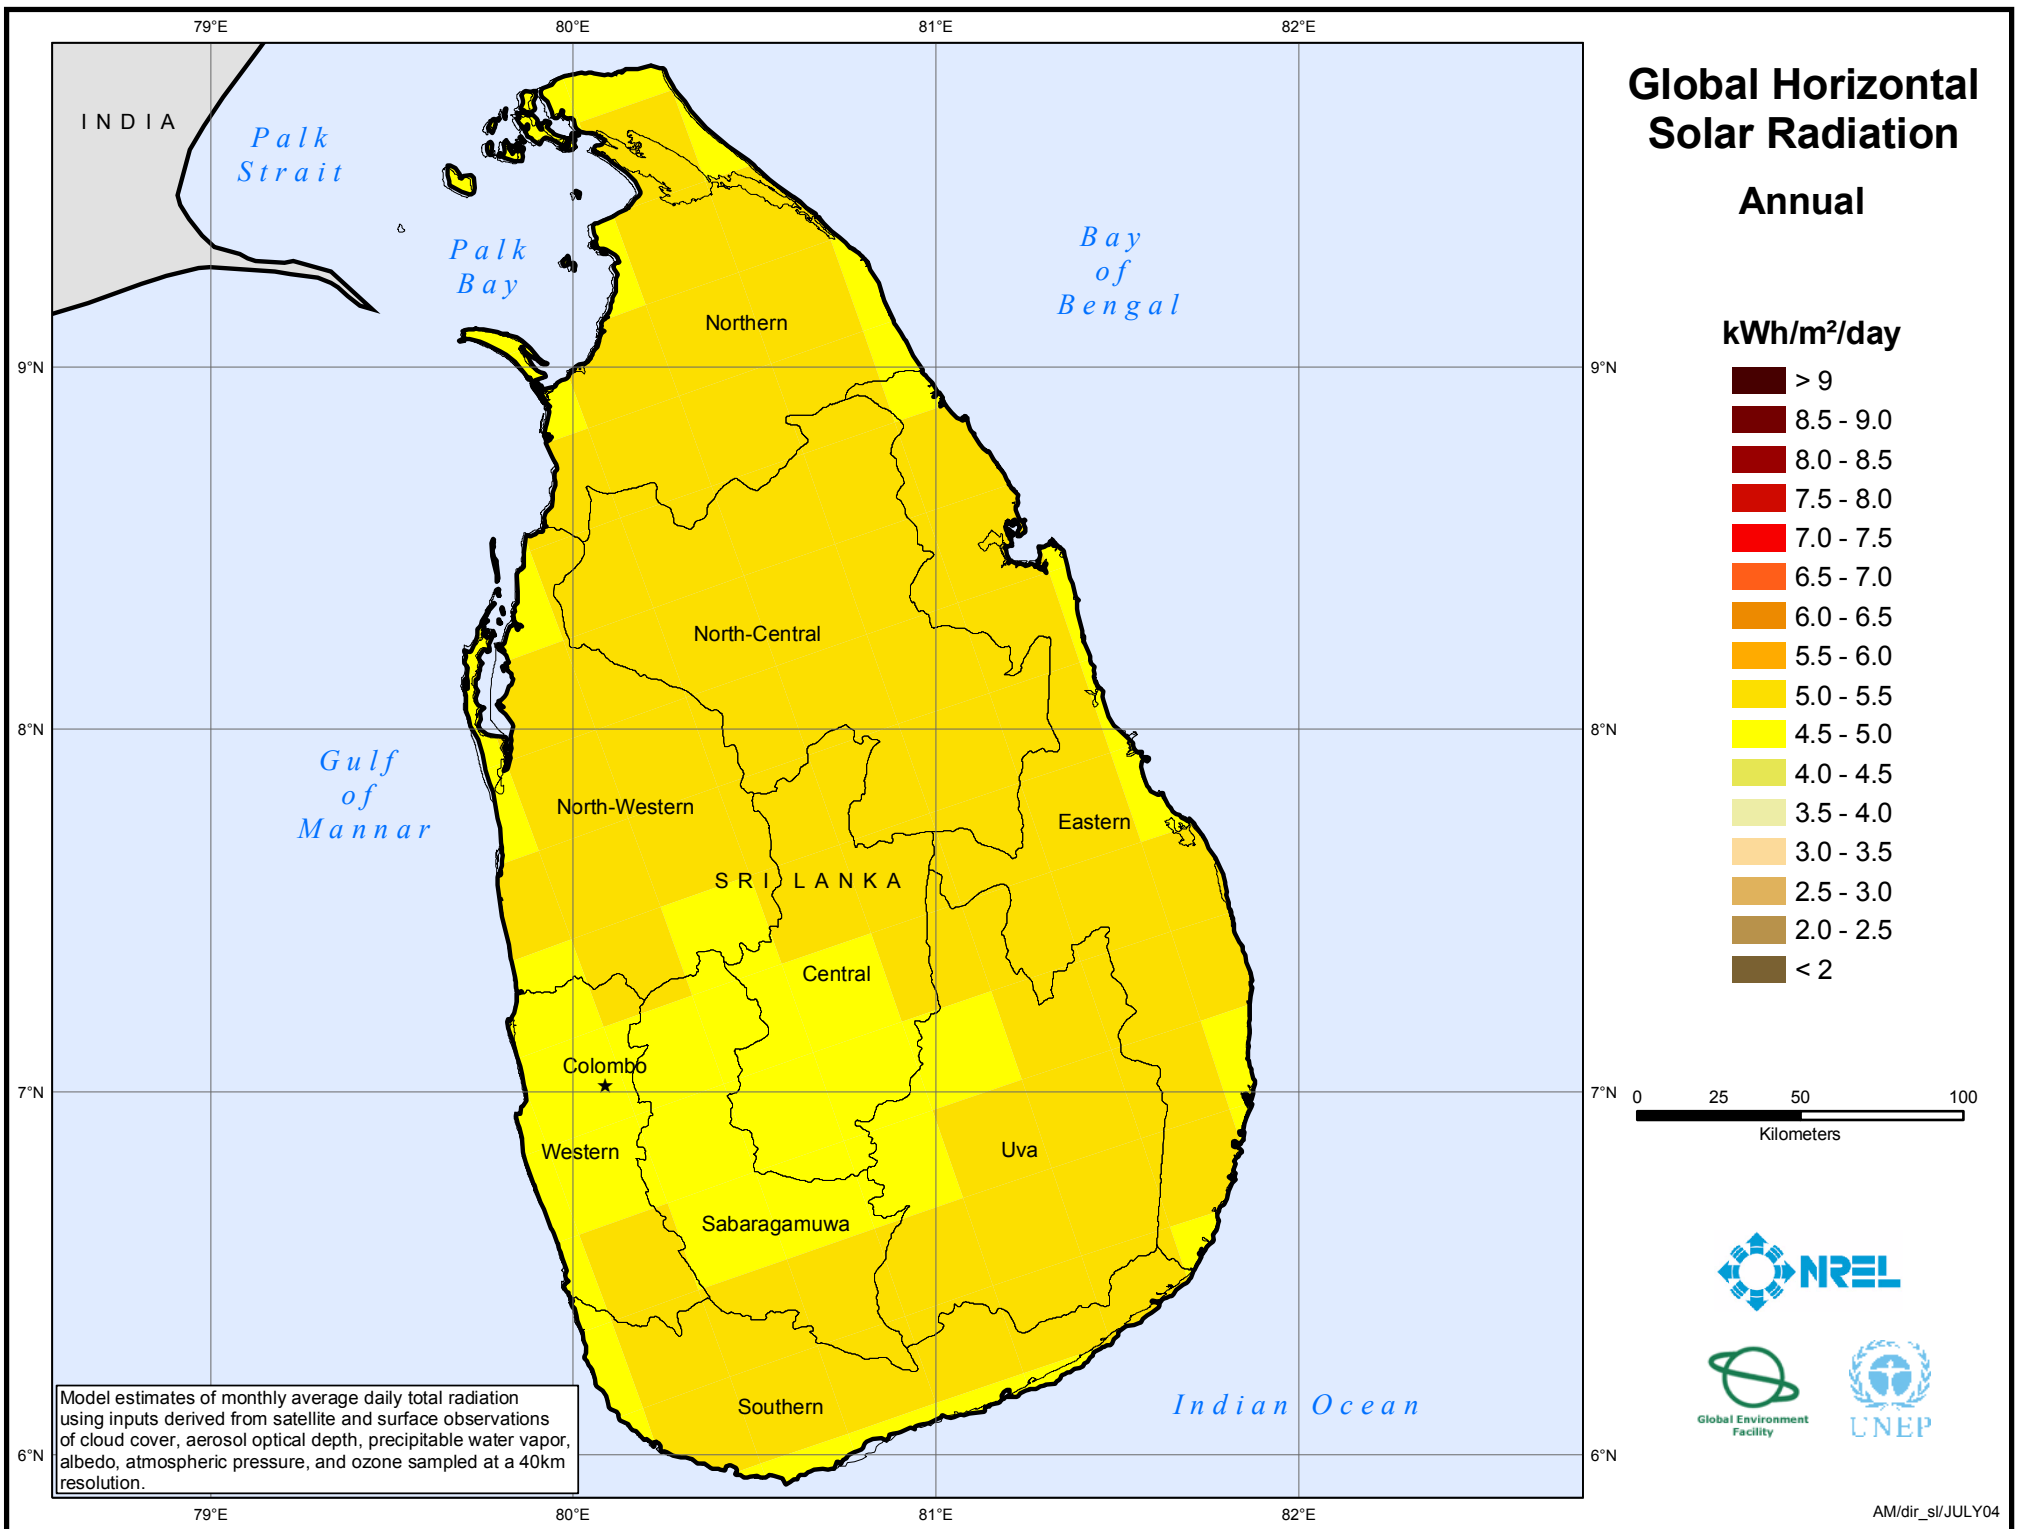 79°E
80°E
81°E
82°E
Global Horizontal
Solar Radiation
Annual
INDIA
Palk
Strait
Palk
Bay
Bay
of
Bengal
Northern
9°N
9°N
North-Central
8°N
8°N
Gulf
of
Mannar
North-Western
Eastern
SRI LANKA
Central
Colombo
7°N
7°N
Western
Uva
Sabaragamuwa
Southern
Indian Ocean
6°N
6°N
Model estimates of monthly average daily total radiation
using inputs derived from satellite and surface observations
of cloud cover, aerosol optical depth, precipitable water vapor,
albedo, atmospheric pressure, and ozone sampled at a 40km
resolution.
79°E
80°E
81°E
82°E
kWh/m²/day
> 9
8.5 - 9.0
8.0 - 8.5
7.5 - 8.0
7.0 - 7.5
6.5 - 7.0
6.0 - 6.5
5.5 - 6.0
5.0 - 5.5
4.5 - 5.0
4.0 - 4.5
3.5 - 4.0
3.0 - 3.5
2.5 - 3.0
2.0 - 2.5
< 2
0 25 50 100
Kilometers
NREL
Global Environment
Facility
UNEP
AM/dir_sl/JULY04